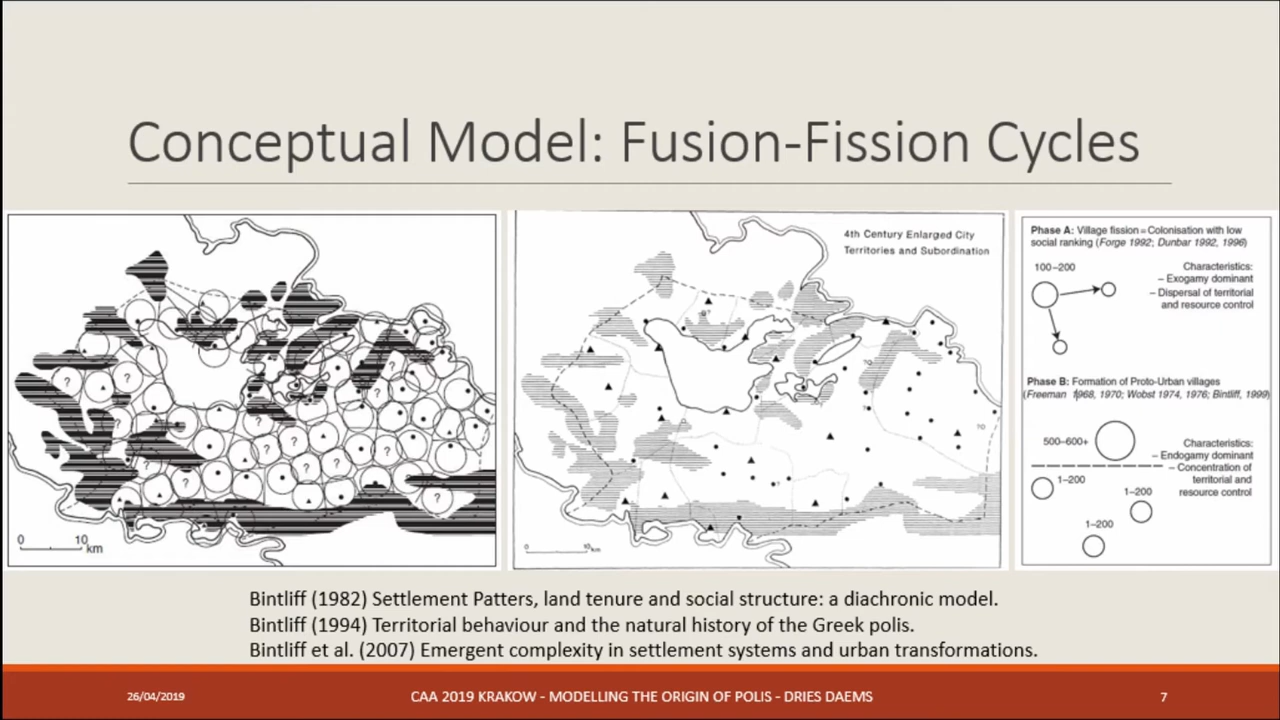 Conceptual Model: Fusion-Fission Cycles
?
?
?
?
?
?
?
?
?
?
?
0
10
km
4th Century Enlarged City
Territories and Subordination
0
10 km
Phase A: Village fission = Colonisation with low
social ranking (Forge 1992; Dunbar 1992, 1996)
100–200
Characteristics:
– Exogamy dominant
– Dispersal of territorial
and resource control
Phase B: Formation of Proto-Urban villages
(Freeman 1968, 1970; Wobst 1974, 1976; Bintliff, 1999)
500–600+
Characteristics:
– Endogamy dominant
– Concentration of
territorial and
resource control
1–200
1–200
1–200
Bintliff (1982) Settlement Patters, land tenure and social structure: a diachronic model.
Bintliff (1994) Territorial behaviour and the natural history of the Greek polis.
Bintliff et al. (2007) Emergent complexity in settlement systems and urban transformations.
26/04/2019
CAA 2019 KRAKOW - MODELLING THE ORIGIN OF POLIS - DRIES DAEMS
7